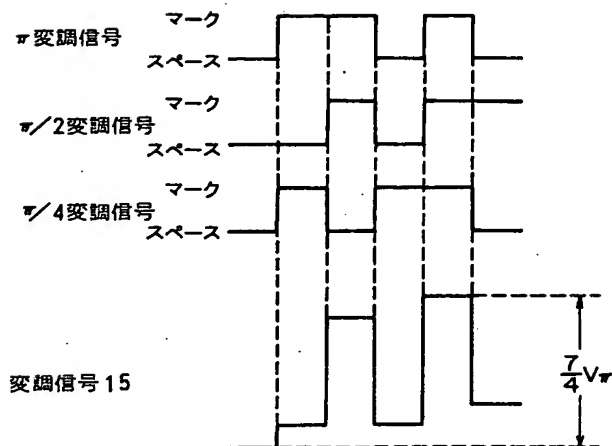 マーク
π変調信号
スペース
マーク
π/2変調信号
スペース
マーク
π/4変調信号
スペース
変調信号15
7/4 Vπ